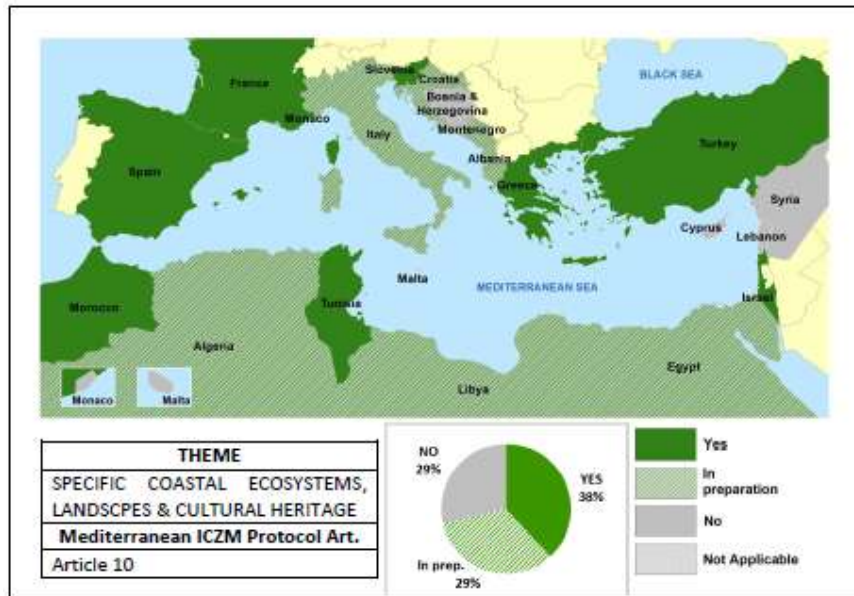 France
Slovenia
Croatia
BLACK SEA
Bosnia &
Herzegovina
Monaco
Italy
Montenegro
Albania
Spain
Greece
Turkey
Syria
Cyprus
Lebanon
Malta
MEDITERRANEAN SEA
Israel
Morocco
Tunisia
Algeria
Egypt
Libya
Monaco
Malta
THEME
SPECIFIC COASTAL ECOSYSTEMS,
LANDSCPES & CULTURAL HERITAGE
Mediterranean ICZM Protocol Art.
Article 10
NO
29%
YES
38%
In prep.
29%
Yes
In
preparation
No
Not Applicable